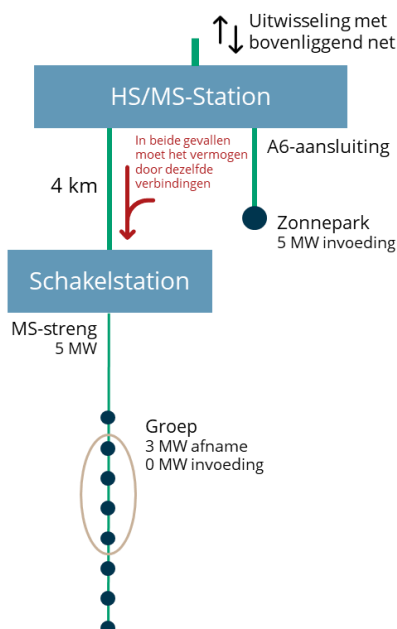 Uitwisseling met
bovenliggend net
HS/MS-Station
In beide gevallen
moet het vermogen
door dezelfde
verbindingen
A6-aansluiting
4 km
Zonnepark
5 MW invoeding
Schakelstation
MS-streng
5 MW
Groep
3 MW afname
0 MW invoeding